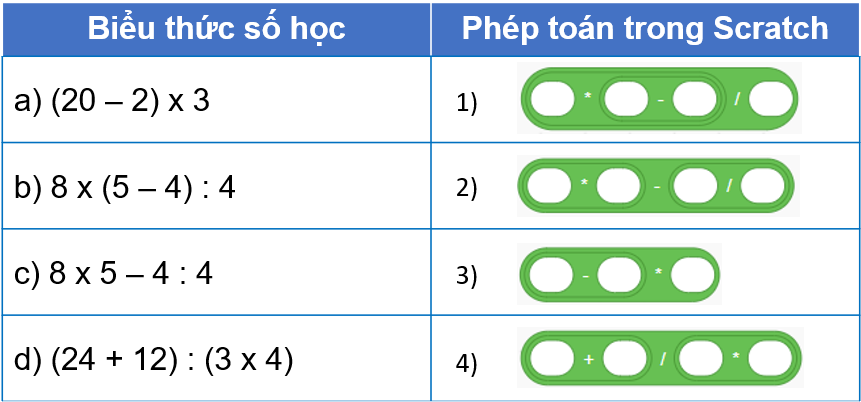 Biểu thức số học Phép toán trong Scratch
a) (20 – 2) x 3 1) * - /
b) 8 x (5 – 4) : 4 2) * - /
c) 8 x 5 – 4 : 4 3) - *
d) (24 + 12) : (3 x 4) 4) + / *